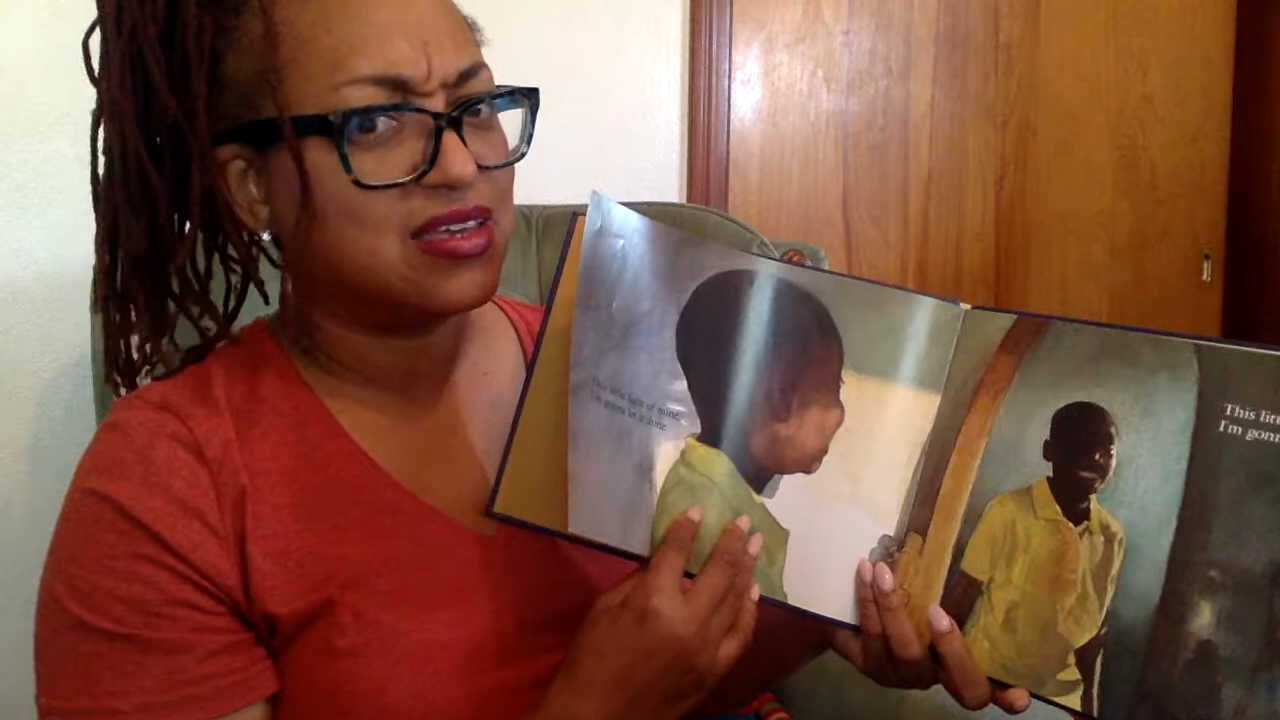 This little light of mine,
I'm gonna let it shine.
This litt
I'm gonn